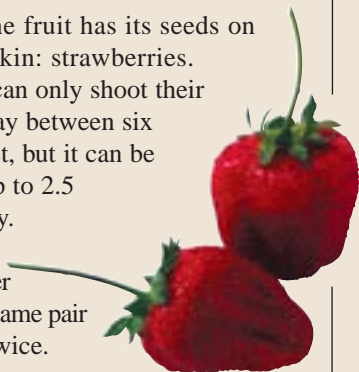 ne fruit has its seeds on
kin: strawberries.
can only shoot their
ay between six
t, but it can be
p to 2.5
y.
er
ame pair
wice.